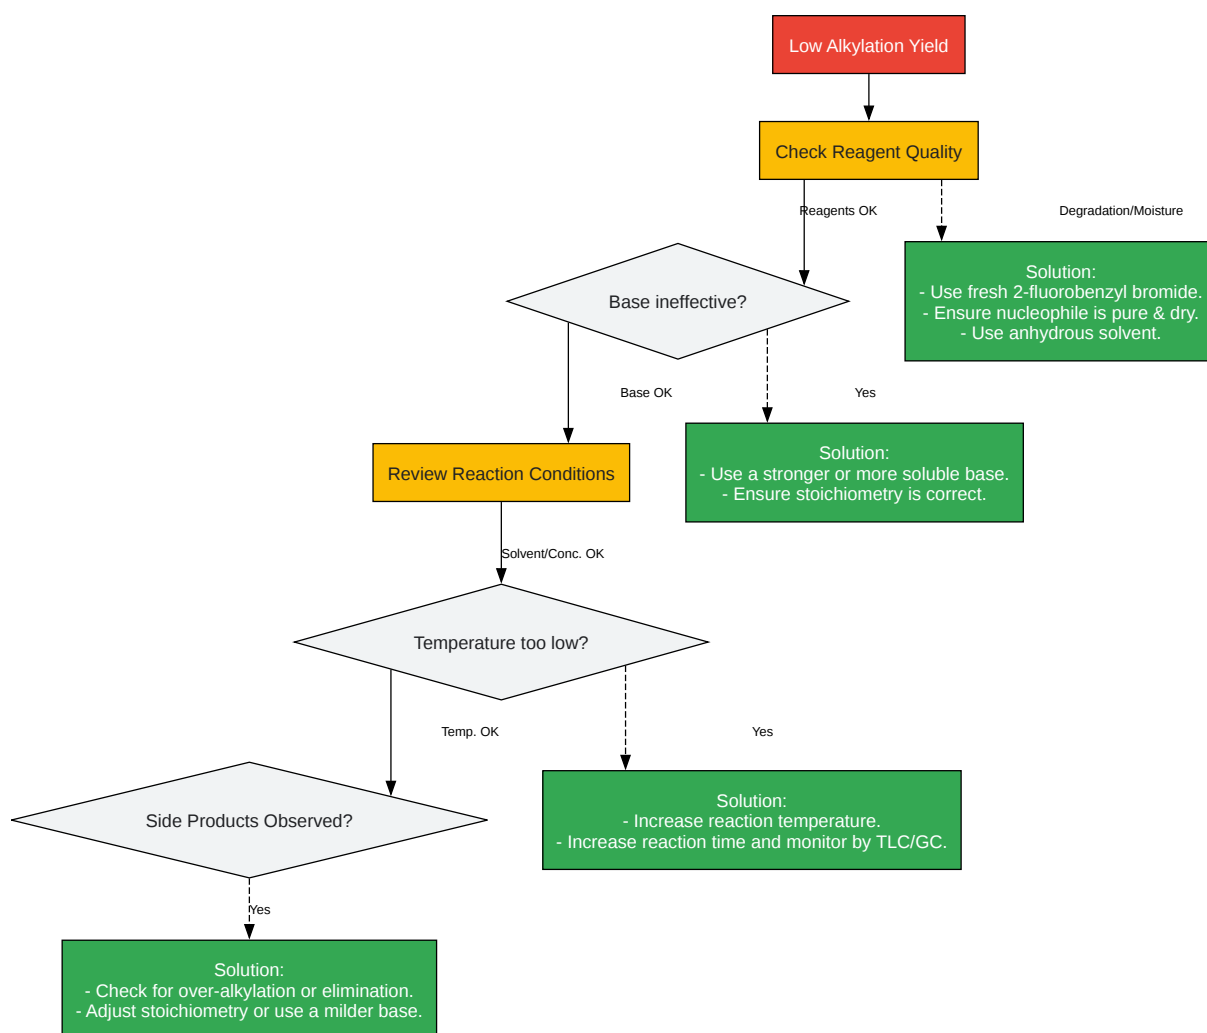 Low Alkylation Yield
Check Reagent Quality
Reagents OK
Degradation/Moisture
Solution:
- Use fresh 2-fluorobenzyl bromide.
- Ensure nucleophile is pure & dry.
- Use anhydrous solvent.
Base ineffective?
Base OK
Yes
Solution:
- Use a stronger or more soluble base.
- Ensure stoichiometry is correct.
Review Reaction Conditions
Solvent/Conc. OK
Temperature too low?
Temp. OK
Yes
Solution:
- Increase reaction temperature.
- Increase reaction time and monitor by TLC/GC.
Side Products Observed?
Yes
Solution:
- Check for over-alkylation or elimination.
- Adjust stoichiometry or use a milder base.